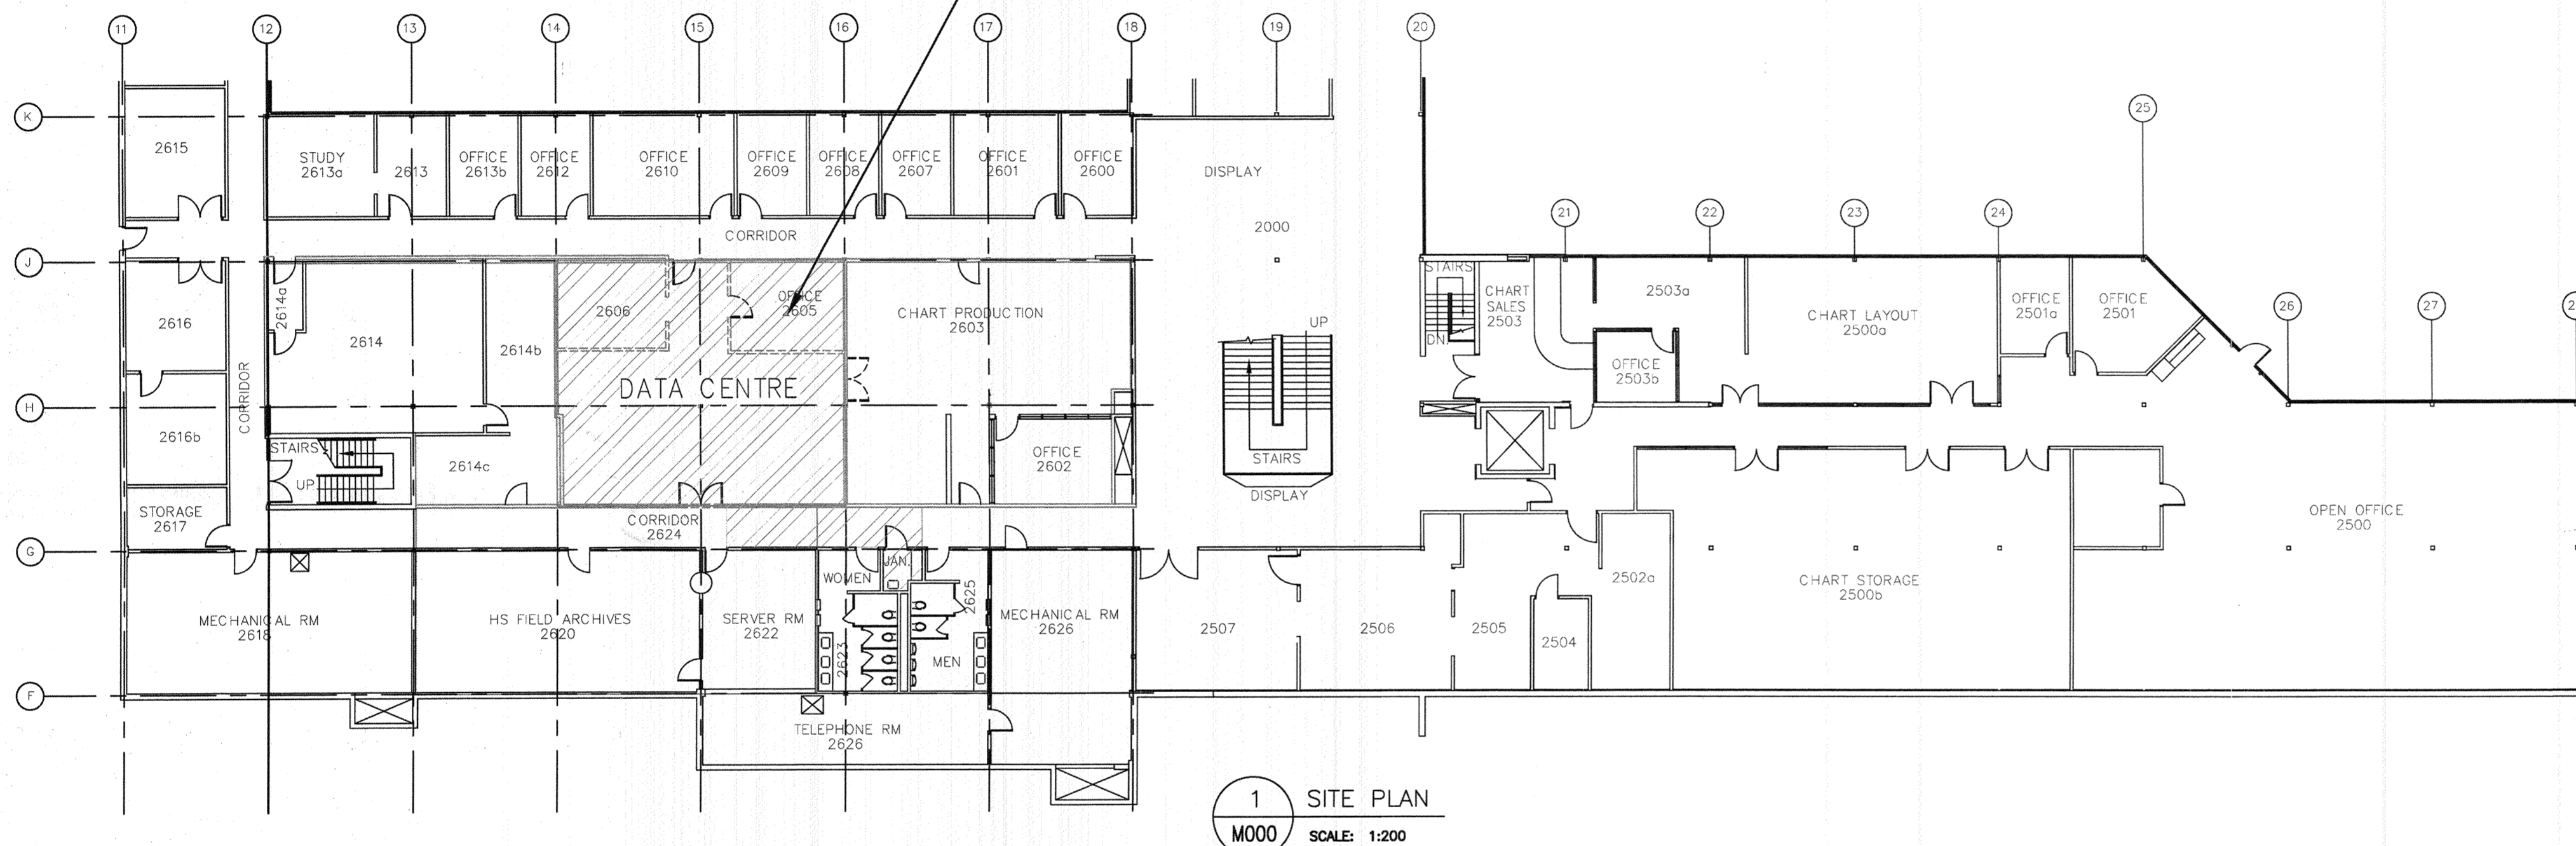 11
12
13
14
15
16
17
18
19
20
25
K
2615
STUDY
2613a
2613
OFFICE
2613b
OFFICE
2612
OFFICE
2610
OFFICE
2609
OFFICE
2608
OFFICE
2607
OFFICE
2601
OFFICE
2600
DISPLAY
2000
21
22
23
24
CORRIDOR
J
2616
2614a
2614
2614b
2606
OFFICE
2605
CHART PRODUCTION
2603
UP
STAIRS
DN.
CHART
SALES
2503
2503a
OFFICE
2503b
CHART LAYOUT
2500a
OFFICE
2501a
OFFICE
2501
26
27
DATA CENTRE
H
CORRIDOR
2616b
STAIRS
UP
2614c
OFFICE
2602
STAIRS
DISPLAY
STORAGE
2617
CORRIDOR
2624
OPEN OFFICE
2500
G
MECHANICAL RM
2618
HS FIELD ARCHIVES
2620
SERVER RM
2622
WOMEN
2623
JAN.
2625
MEN
MECHANICAL RM
2626
2507
2506
2505
2504
2502a
CHART STORAGE
2500b
F
TELEPHONE RM
2626
1
M000
SITE PLAN
SCALE: 1:200